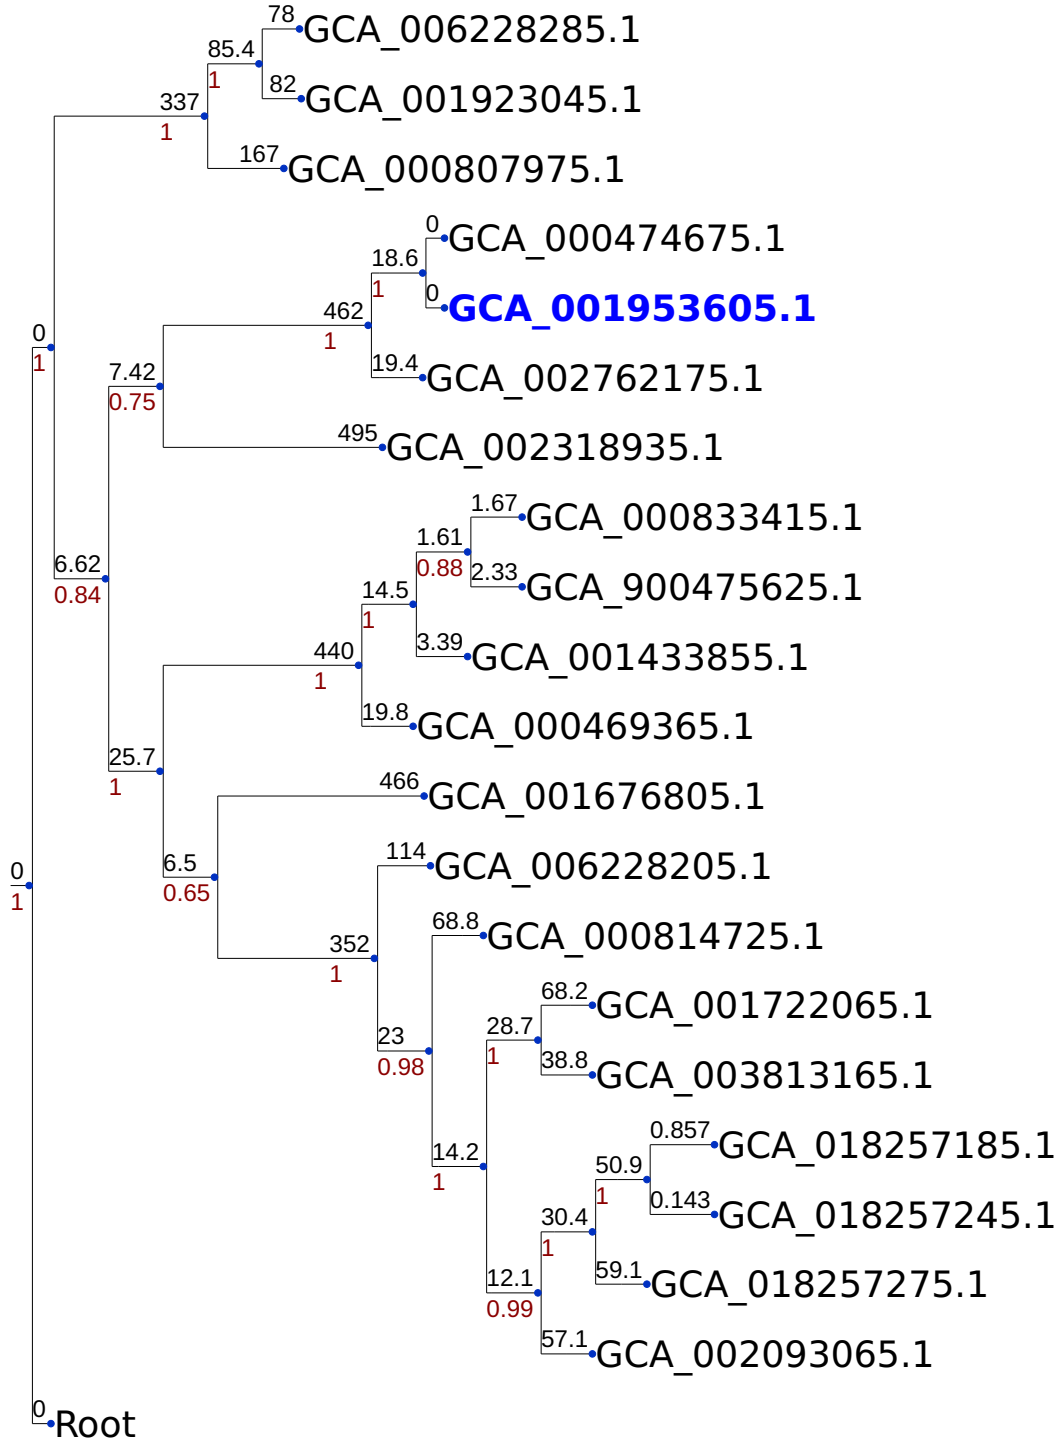 78
GCA_006228285.1
85.4
1
82
GCA_001923045.1
337
1
167
GCA_000807975.1
0
GCA_000474675.1
18.6
1
0
GCA_001953605.1
462
1
19.4
GCA_002762175.1
0
1
7.42
0.75
495
GCA_002318935.1
1.67
GCA_000833415.1
1.61
0.88
2.33
GCA_900475625.1
6.62
0.84
14.5
1
3.39
GCA_001433855.1
440
1
19.8
GCA_000469365.1
25.7
1
466
GCA_001676805.1
6.5
0.65
114
GCA_006228205.1
0
1
68.8
GCA_000814725.1
352
1
68.2
GCA_001722065.1
28.7
1
23
0.98
38.8
GCA_003813165.1
0.857
GCA_018257185.1
14.2
1
50.9
1
0.143
GCA_018257245.1
30.4
1
59.1
GCA_018257275.1
12.1
0.99
57.1
GCA_002093065.1
0
Root